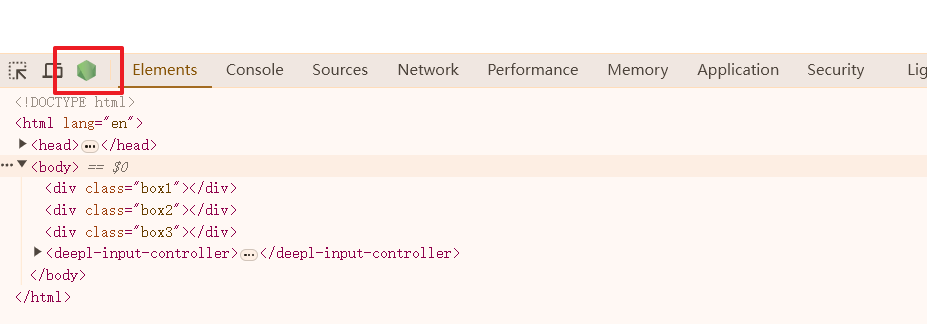 Elements Console Sources Network Performance Memory Application Security Lig
<!DOCTYPE html>
<html lang="en">
<head>…</head>
<body> == $0
<div class="box1"></div>
<div class="box2"></div>
<div class="box3"></div>
<deepl-input-controller>…</deepl-input-controller>
</body>
</html>